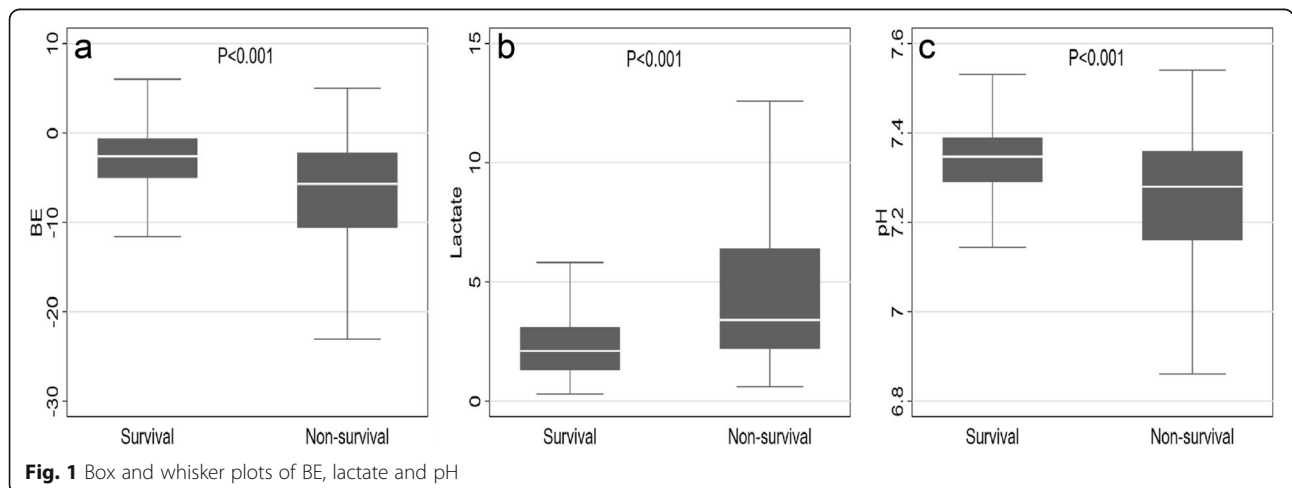 a
P<0.001
10
0
-10
-20
-30
BE
Survival
Non-survival
b
P<0.001
15
10
5
0
Lactate
Survival
Non-survival
c
P<0.001
7.6
7.4
7.2
7
6.8
pH
Survival
Non-survival
Fig. 1 Box and whisker plots of BE, lactate and pH